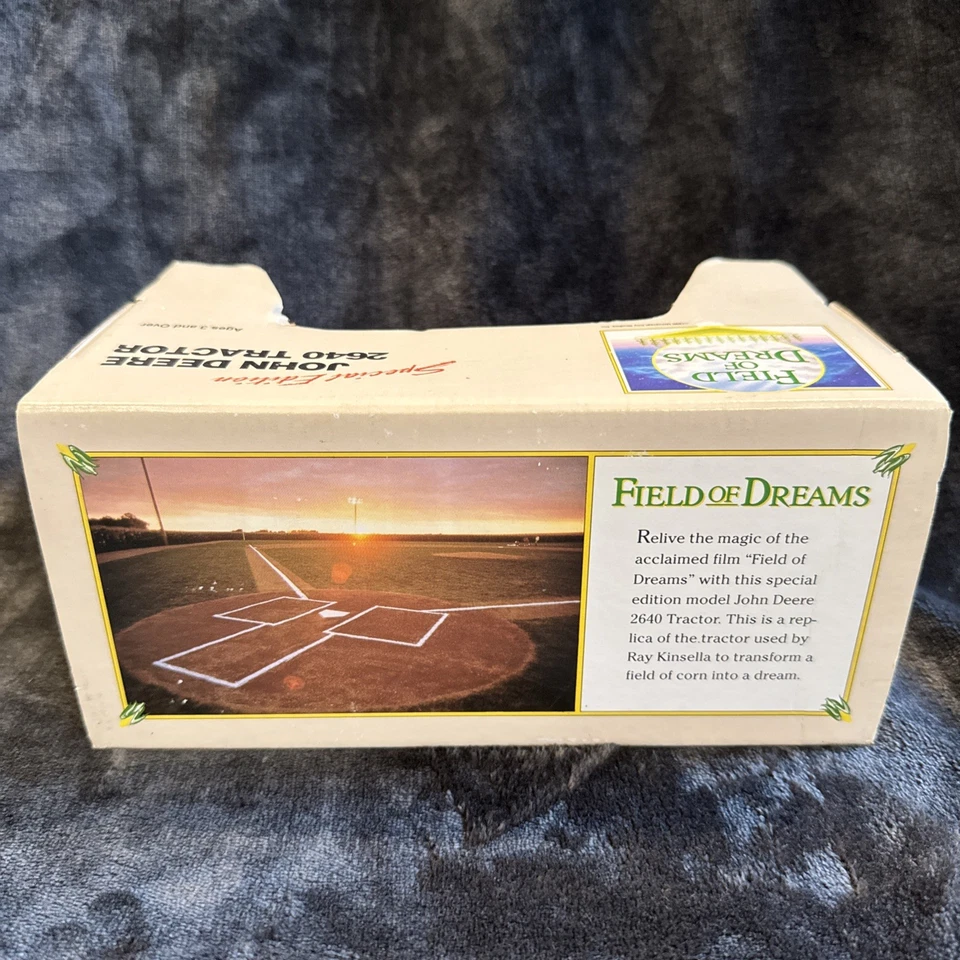 Ages 3 and Over
JOHN DEERE
2640 TRACTOR
Special Edition
FIELD
OF
DREAMS
FIELD OF DREAMS
Relive the magic of the
acclaimed film “Field of
Dreams” with this special
edition model John Deere
2640 Tractor. This is a rep-
lica of the tractor used by
Ray Kinsella to transform a
field of corn into a dream.